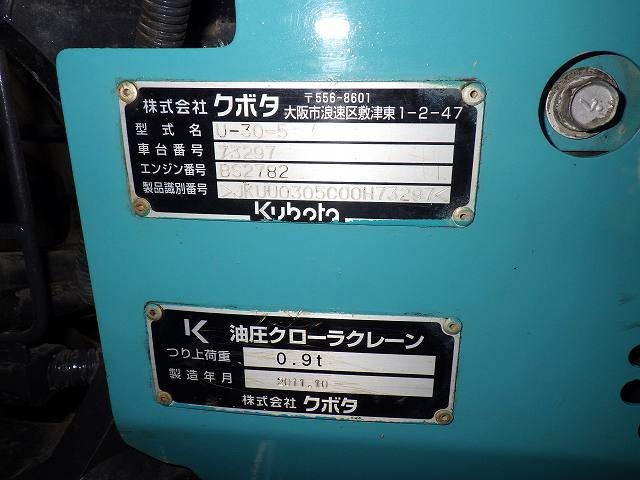 株式会社 クボタ 〒556-8601
大阪市浪速区敷津東1-2-47
型式名 U-30-5
車台番号 73297
エンジン番号 BS2782
製品識別番号 >JKUU0305C00H73297<
Kubota
油圧クローラクレーン
つり上荷重 0.9t
製造年月 2011.10
株式会社 クボタ